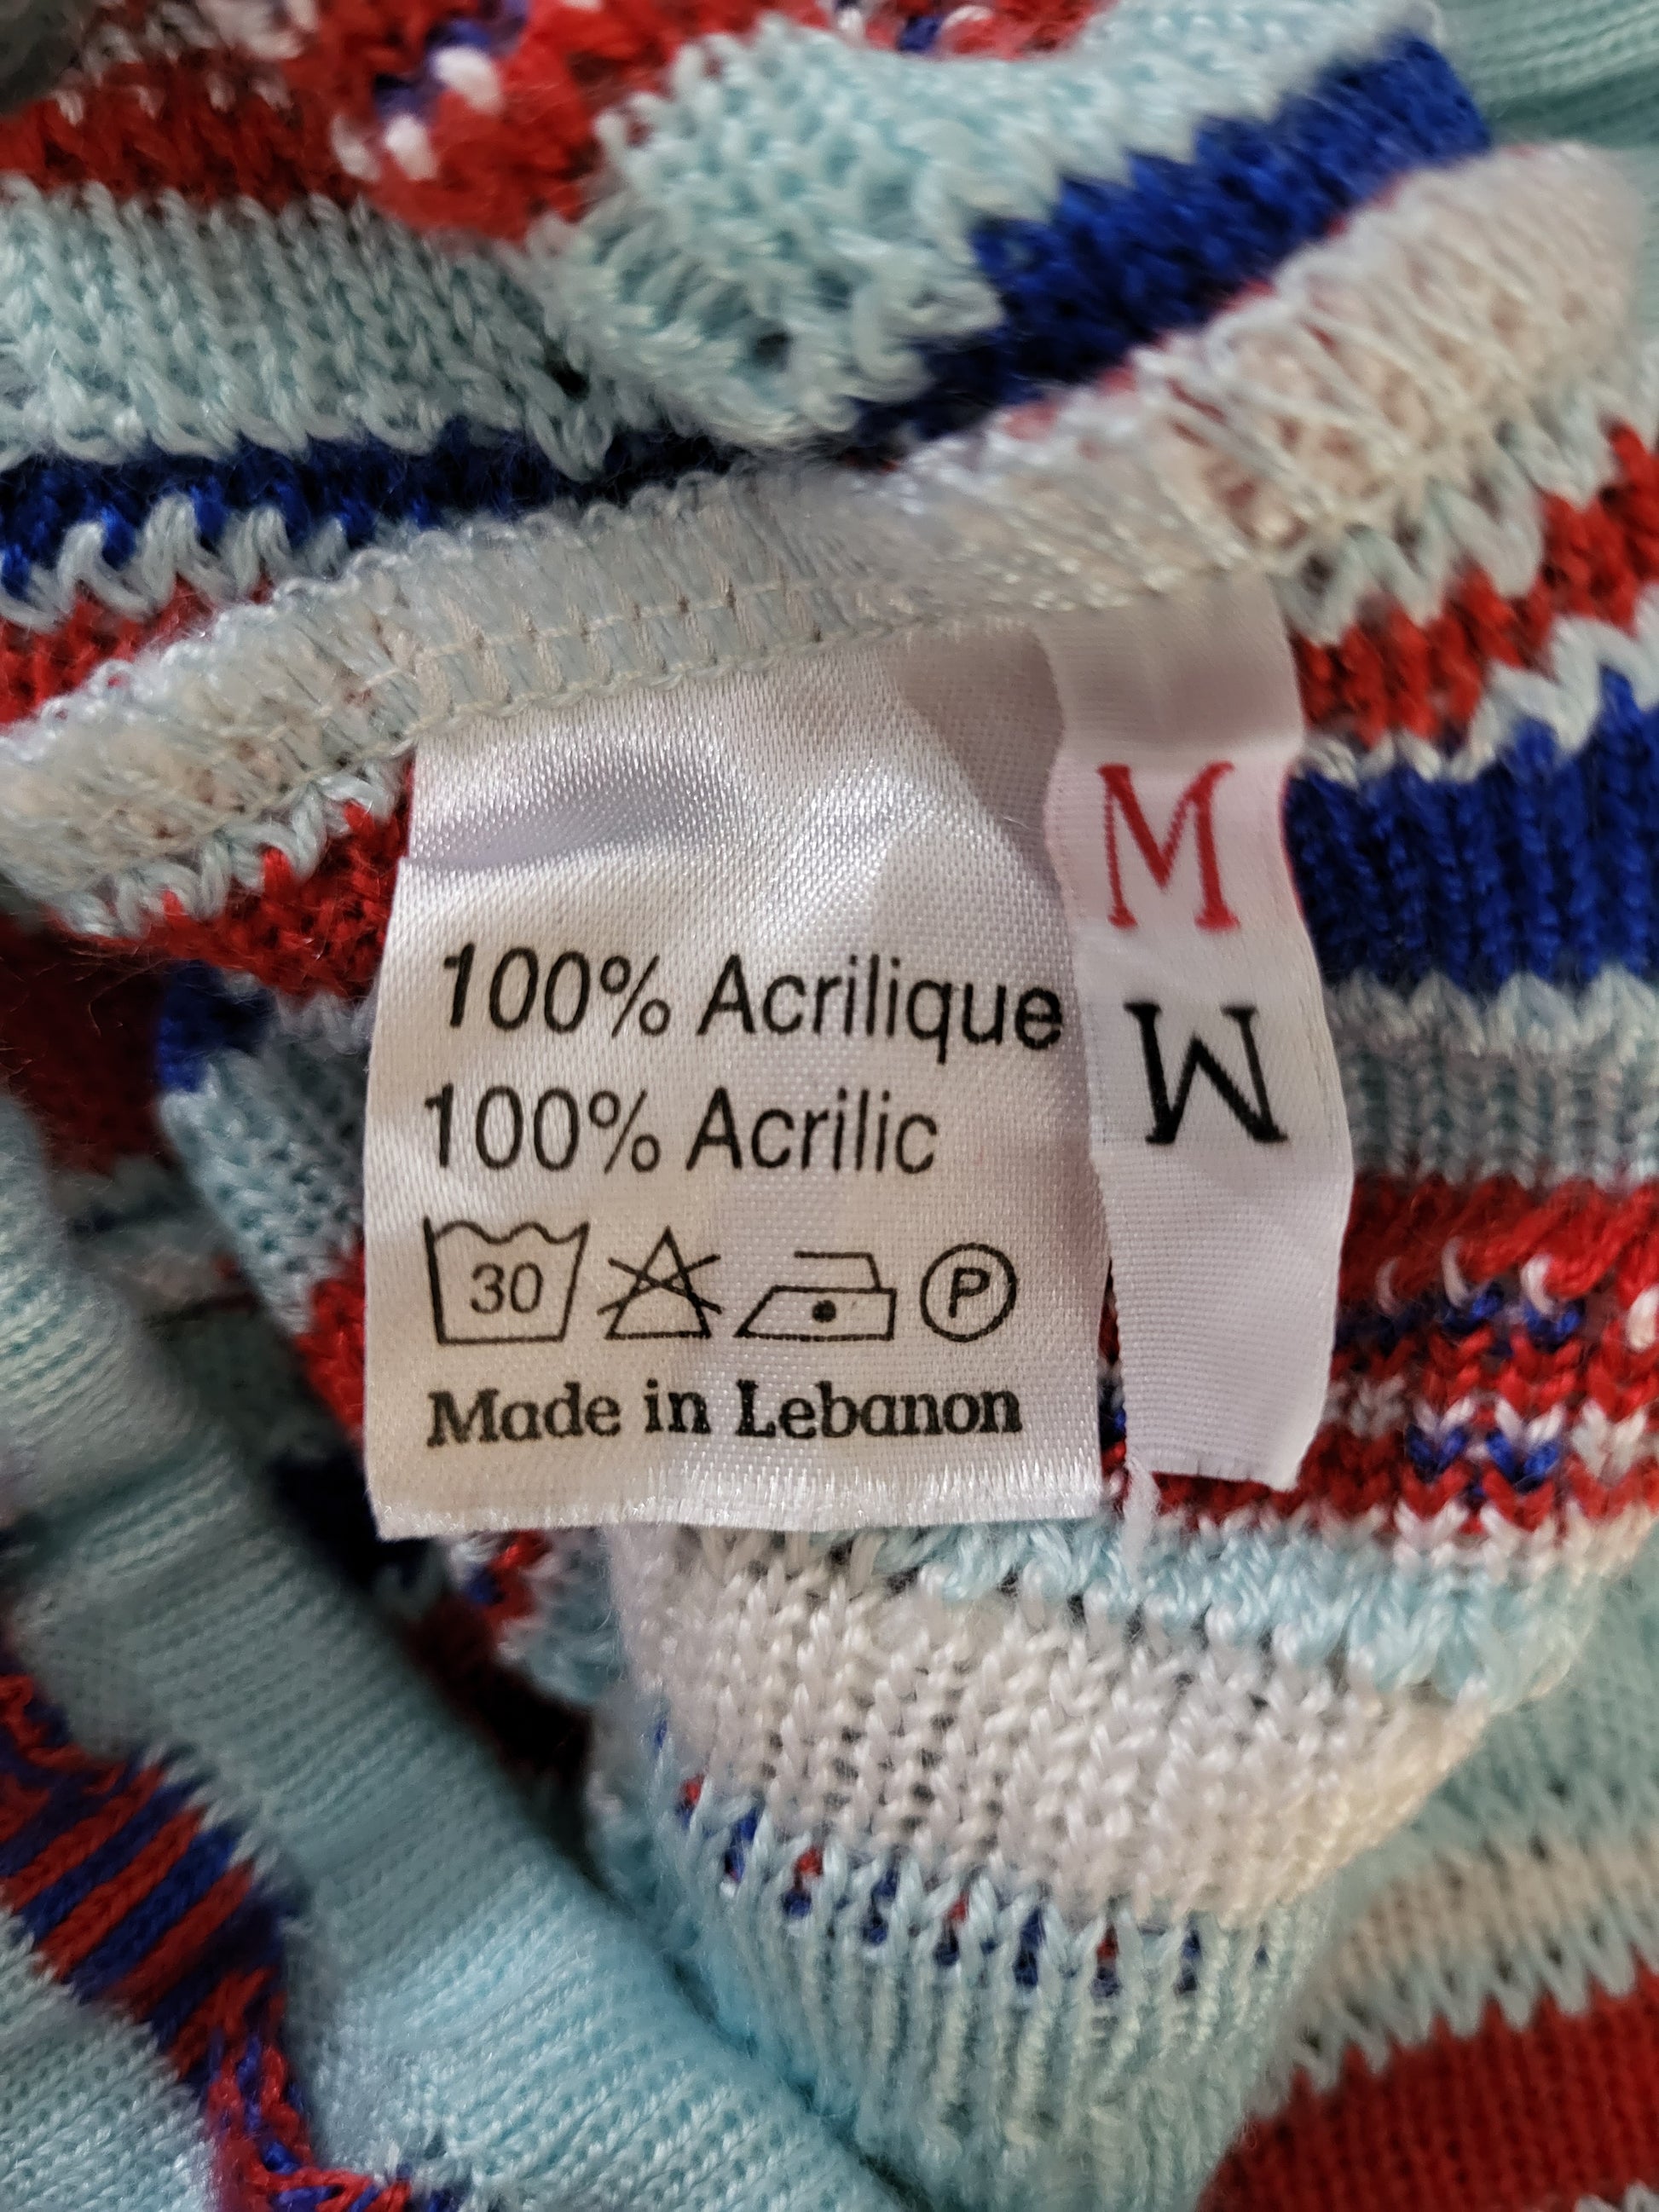 M
M
100% Acrilique
100% Acrilic
30 P
Made in Lebanon